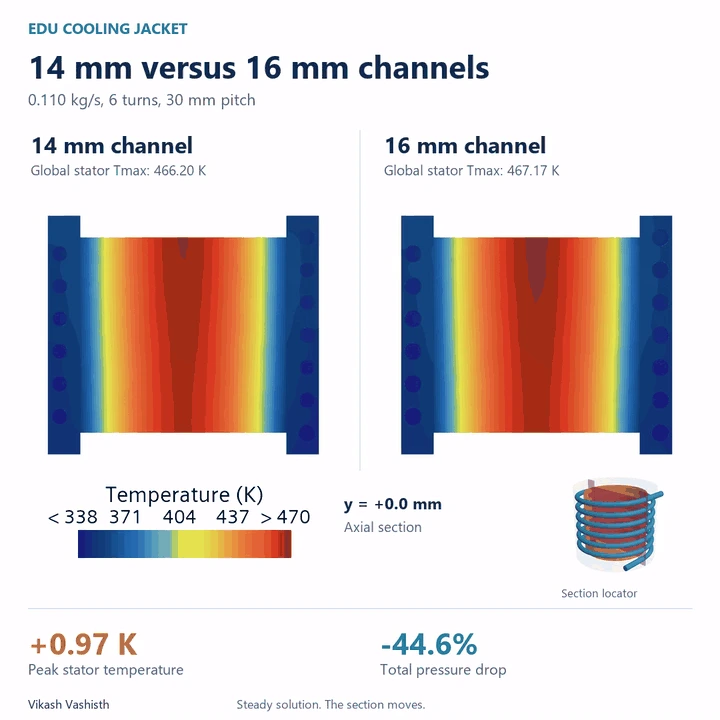 EDU COOLING JACKET
14 mm versus 16 mm channels
0.110 kg/s, 6 turns, 30 mm pitch
14 mm channel
Global stator Tmax: 466.20 K
16 mm channel
Global stator Tmax: 467.17 K
Temperature (K)
< 338 371 404 437 > 470
y = +0.0 mm
Axial section
Section locator
+0.97 K
Peak stator temperature
-44.6%
Total pressure drop
Vikash Vashisth
Steady solution. The section moves.